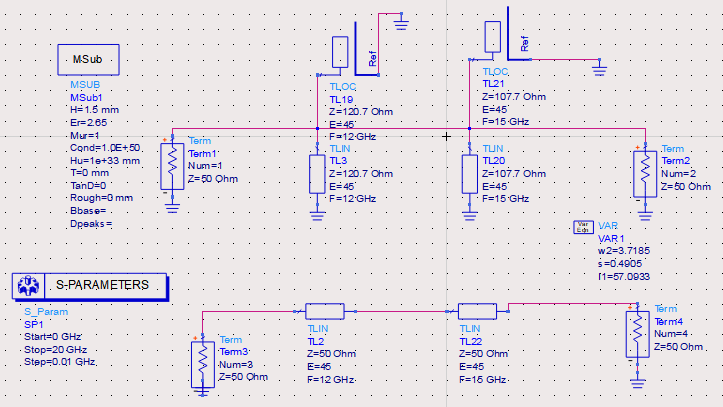 MSub
MSUB
MSub1
H=1.5 mm
Er=2.65
Mur=1
Cond=1.0E+50
Hu=1e+33 mm
T=0 mm
TanD=0
Rough=0 mm
Bbase=
Dpeaks=
Term
Term1
Num=1
Z=50 Ohm
Ref
TLOC
TL19
Z=120.7 Ohm
E=45
F=12 GHz
TLIN
TL3
Z=120.7 Ohm
E=45
F=12 GHz
Ref
TLOC
TL21
Z=107.7 Ohm
E=45
F=15 GHz
TLIN
TL20
Z=107.7 Ohm
E=45
F=15 GHz
Term
Term2
Num=2
Z=50 Ohm
Var
Eqn
VAR
VAR1
w2=3.7185
s=0.4905
l1=57.0933
S-PARAMETERS
S_Param
SP1
Start=0 GHz
Stop=20 GHz
Step=0.01 GHz
Term
Term3
Num=3
Z=50 Ohm
TLIN
TL2
Z=50 Ohm
E=45
F=12 GHz
TLIN
TL22
Z=50 Ohm
E=45
F=15 GHz
Term
Term4
Num=4
Z=50 Ohm